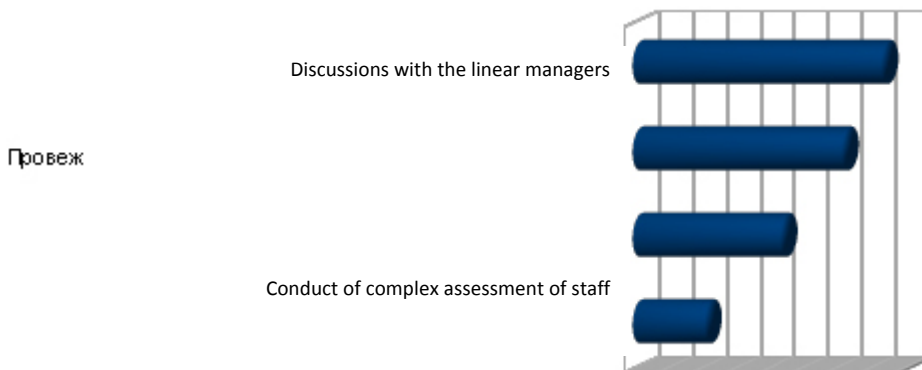 Discussions with the linear managers
Провеж
Conduct of complex assessment of staff